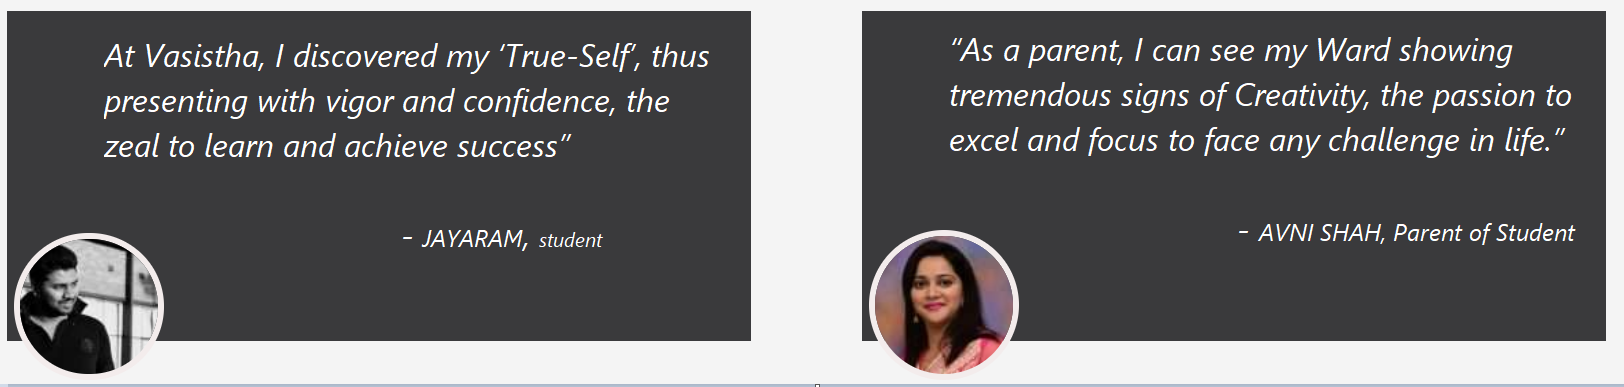 At Vasistha, I discovered my ‘True-Self’, thus
presenting with vigor and confidence, the
zeal to learn and achieve success”
- JAYARAM, student
“As a parent, I can see my Ward showing
tremendous signs of Creativity, the passion to
excel and focus to face any challenge in life.”
- AVNI SHAH, Parent of Student